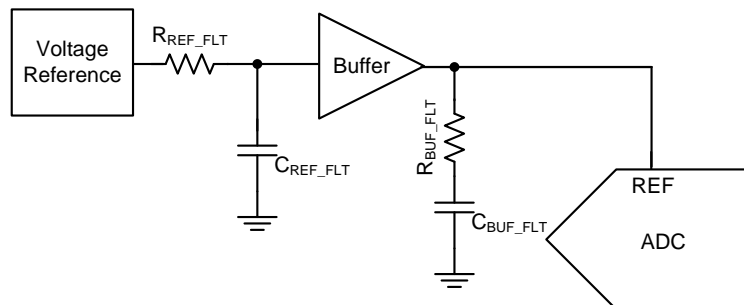 Voltage
Reference
R_REF_FLT
Buffer
C_REF_FLT
R_BUF_FLT
C_BUF_FLT
REF
ADC